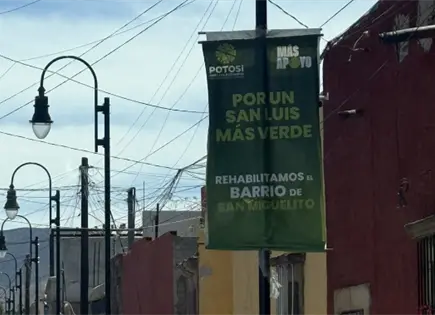 POTOSÍ
MÁS
APOYO
POR UN
SAN LUIS
MÁS VERDE
REHABILITAMOS EL
BARRIO DE
SAN MIGUELITO